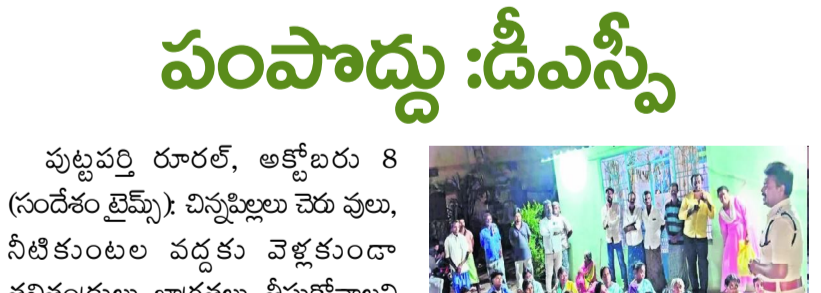 పంపొద్దు :డీఎస్పీ
పుట్టపర్తి రూరల్, అక్టోబరు 8
(సందేశం టైమ్స్): చిన్నపిల్లలు చెరు వులు,
నీటికుంటల వద్దకు వెళ్లకుండా